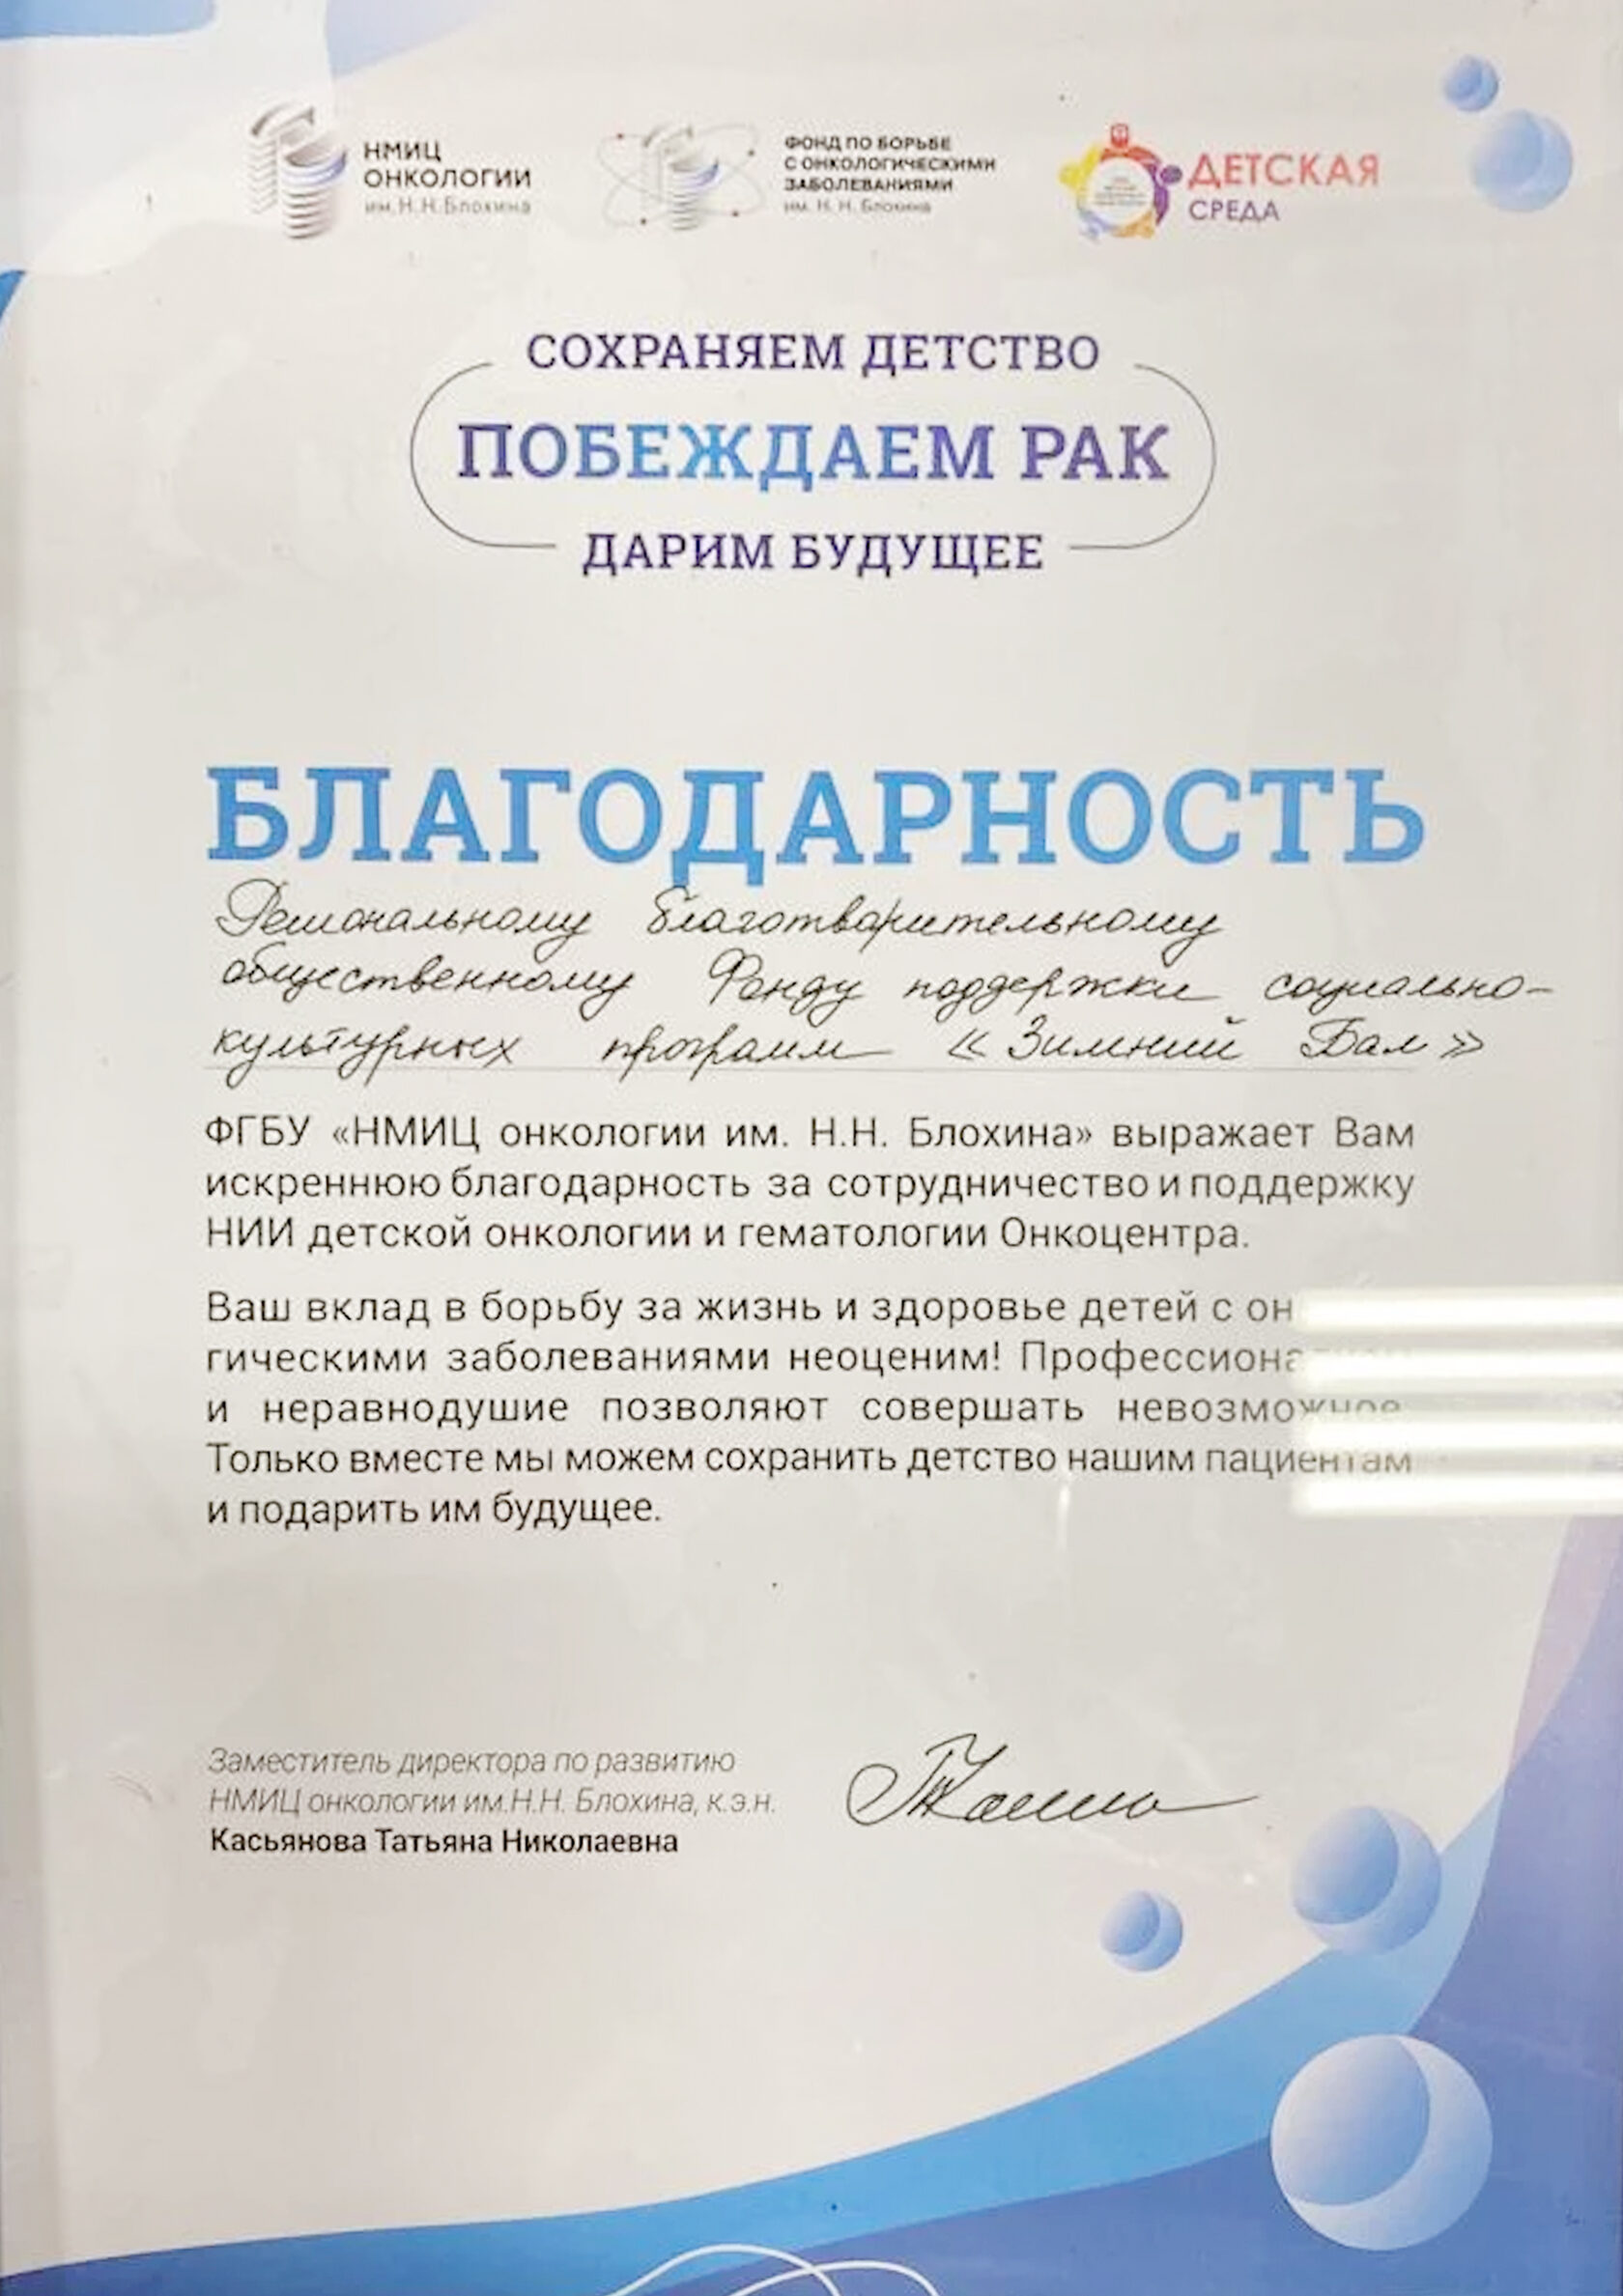 НМИЦ
ОНКОЛОГИИ
им. Н. Н. Блохина
ФОНД ПО БОРЬБЕ
С ОНКОЛОГИЧЕСКИМИ
ЗАБОЛЕВАНИЯМИ
им. Н. Н. Блохина
ДЕТСКАЯ
СРЕДА
СОХРАНЯЕМ ДЕТСТВО
ПОБЕЖДАЕМ РАК
ДАРИМ БУДУЩЕЕ
БЛАГОДАРНОСТЬ
Региональному благотворительному
общественному Фонду поддержки социально-
культурных программ «Зимний Бал»
ФГБУ «НМИЦ онкологии им. Н.Н. Блохина» выражает Вам
искреннюю благодарность за сотрудничество и поддержку
НИИ детской онкологии и гематологии Онкоцентра.
Ваш вклад в борьбу за жизнь и здоровье детей с он
гическими заболеваниями неоценим! Профессиона
и неравнодушие позволяют совершать невозможное.
Только вместе мы можем сохранить детство нашим пациентам
и подарить им будущее.
Заместитель директора по развитию
НМИЦ онкологии им.Н.Н. Блохина, к.э.н.
Касьянова Татьяна Николаевна